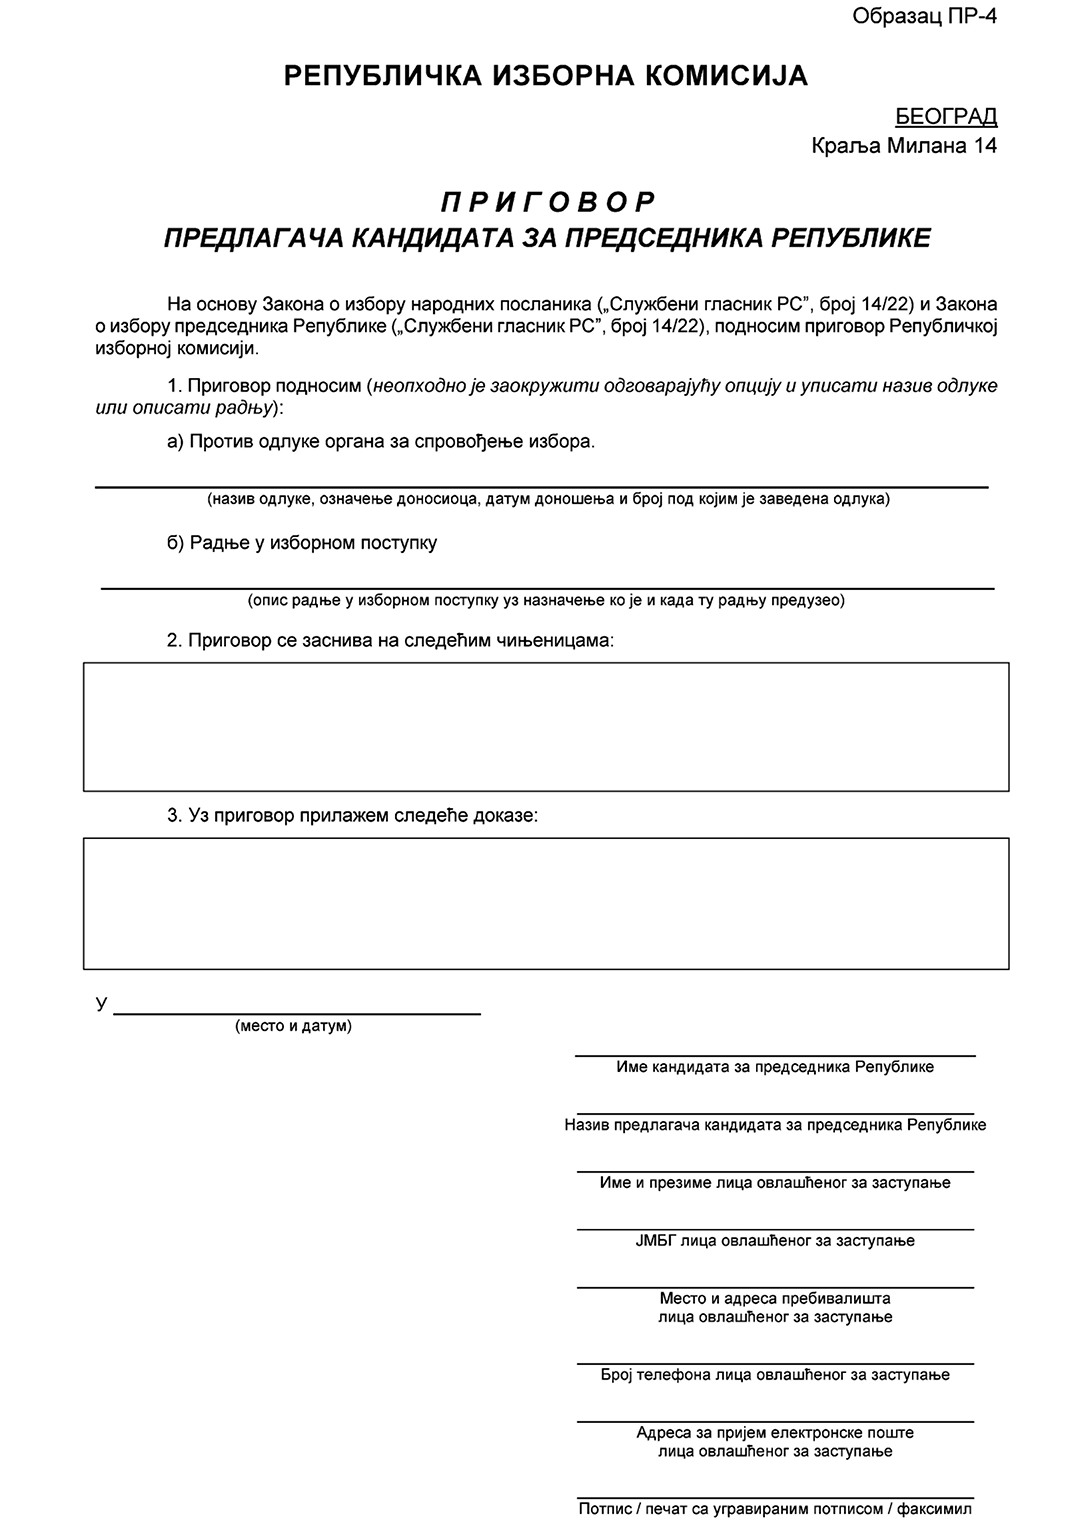 Образац ПР-4
РЕПУБЛИЧКА ИЗБОРНА КОМИСИЈА
БЕОГРАД
Краља Милана 14
П Р И Г О В О Р
ПРЕДЛАГАЧА КАНДИДАТА ЗА ПРЕДСЕДНИКА РЕПУБЛИКЕ
На основу Закона о избору народних посланика („Службени гласник РС”, број 14/22) и Закона
о избору председника Републике („Службени гласник РС”, број 14/22), подносим приговор Републичкој
изборној комисији.
1. Приговор подносим (неопходно је заокружити одговарајућу опцију и уписати назив одлуке
или описати радњу):
а) Против одлуке органа за спровођење избора.
(назив одлуке, означење доносиоца, датум доношења и број под којим је заведена одлука)
б) Радње у изборном поступку
(опис радње у изборном поступку уз назначење ко је и када ту радњу предузео)
2. Приговор се заснива на следећим чињеницама:
3. Уз приговор прилажем следеће доказе:
У
(место и датум)
Име кандидата за председника Републике
Назив предлагача кандидата за председника Републике
Име и презиме лица овлашћеног за заступање
ЈМБГ лица овлашћеног за заступање
Место и адреса пребивалишта
лица овлашћеног за заступање
Број телефона лица овлашћеног за заступање
Адреса за пријем електронске поште
лица овлашћеног за заступање
Потпис / печат са угравираним потписом / факсимил